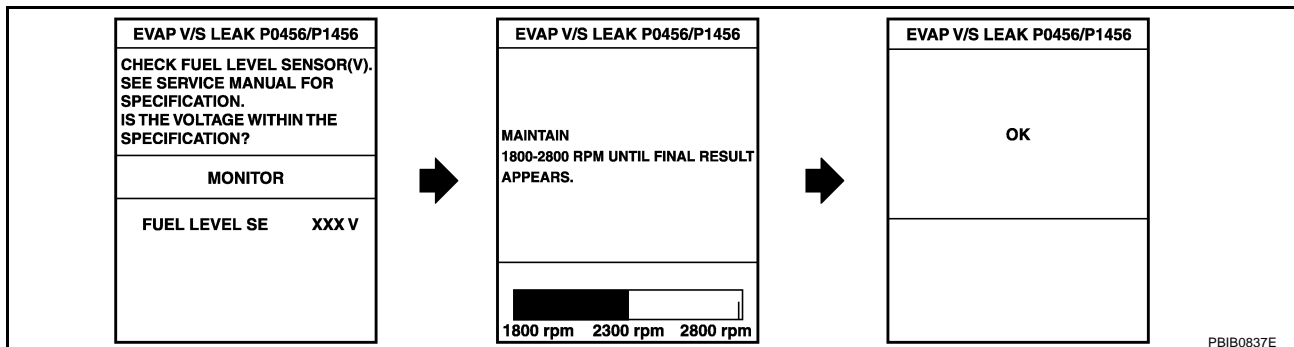 EVAP V/S LEAK P0456/P1456
CHECK FUEL LEVEL SENSOR(V).
SEE SERVICE MANUAL FOR
SPECIFICATION.
IS THE VOLTAGE WITHIN THE
SPECIFICATION?
MONITOR
FUEL LEVEL SE XXX V
EVAP V/S LEAK P0456/P1456
MAINTAIN
1800-2800 RPM UNTIL FINAL RESULT
APPEARS.
1800 rpm 2300 rpm 2800 rpm
EVAP V/S LEAK P0456/P1456
OK
PBIB0837E